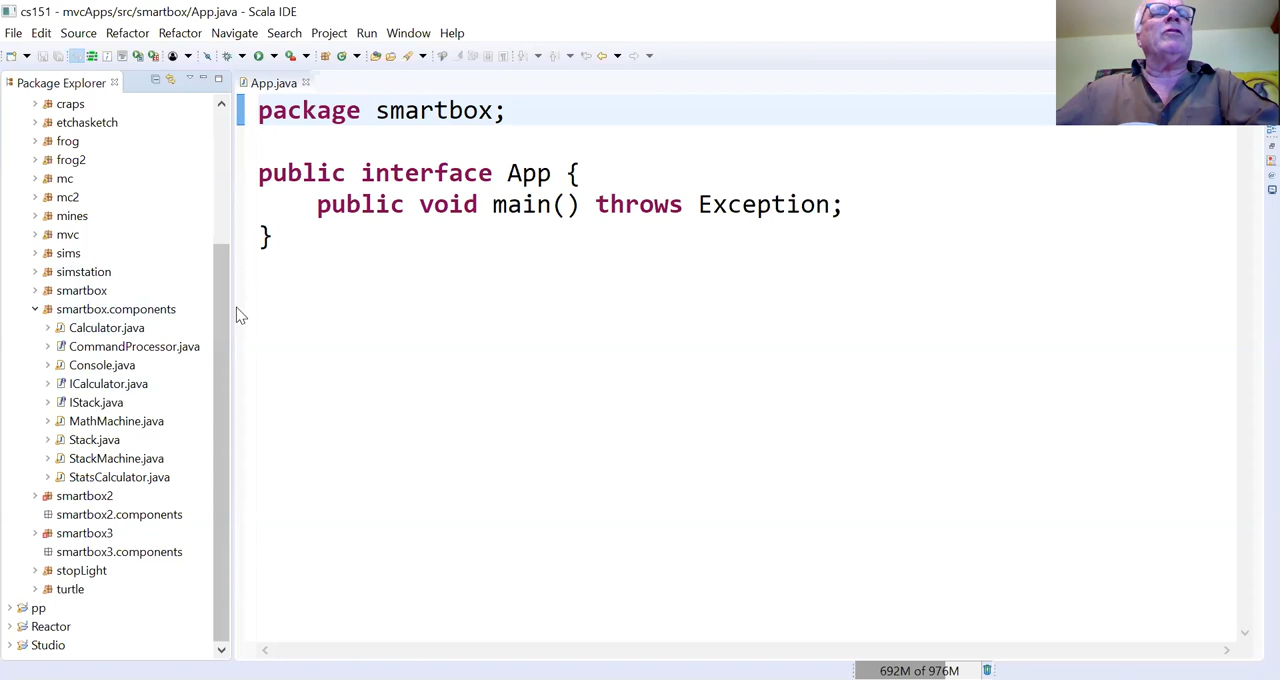 cs151 - mvcApps/src/smartbox/App.java - Scala IDE
File Edit Source Refactor Refactor Navigate Search Project Run Window Help
Package Explorer
App.java
craps
etchasketch
frog
frog2
mc
mc2
mines
mvc
sims
simstation
smartbox
smartbox.components
Calculator.java
CommandProcessor.java
Console.java
ICalculator.java
IStack.java
MathMachine.java
Stack.java
StackMachine.java
StatsCalculator.java
smartbox2
smartbox2.components
smartbox3
smartbox3.components
stopLight
turtle
pp
Reactor
Studio
package smartbox;
public interface App {
public void main() throws Exception;
}
692M of 976M